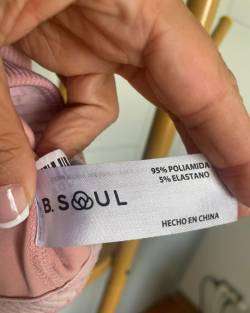 95% POLIAMIDA
5% ELASTANO
B. SOUL
HECHO EN CHINA